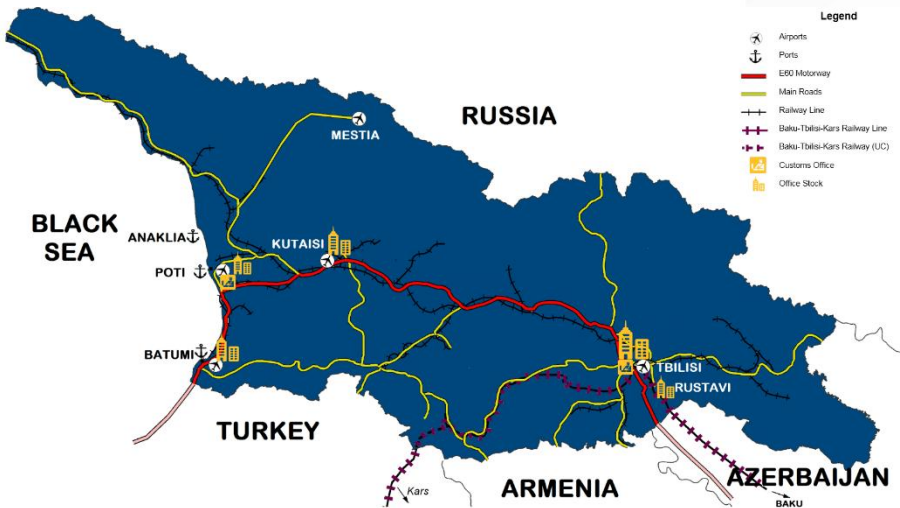 Legend
Airports
Ports
E60 Motorway
Main Roads
Railway Line
Baku-Tbilisi-Kars Railway Line
Baku-Tbilisi-Kars Railway (UC)
Customs Office
Office Stock
RUSSIA
MESTIA
BLACK
SEA
ANAKLIA
KUTAISI
POTI
BATUMI
TBILISI
RUSTAVI
TURKEY
ARMENIA
AZERBAIJAN
Kars
BAKU